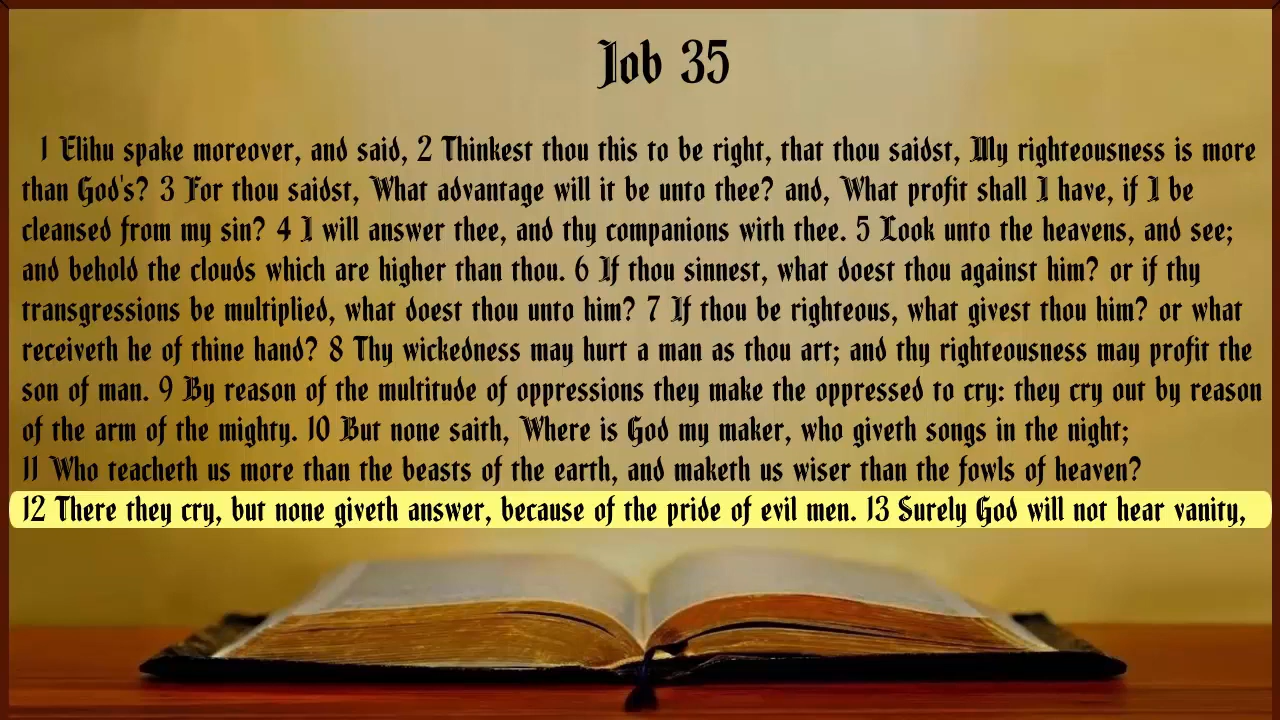 Job 35
1 Elihu spake moreover, and said, 2 Thinkest thou this to be right, that thou saidst, My righteousness is more
than God's? 3 For thou saidst, What advantage will it be unto thee? and, What profit shall I have, if I be
cleansed from my sin? 4 I will answer thee, and thy companions with thee. 5 Look unto the heavens, and see;
and behold the clouds which are higher than thou. 6 If thou sinnest, what doest thou against him? or if thy
transgressions be multiplied, what doest thou unto him? 7 If thou be righteous, what givest thou him? or what
receiveth he of thine hand? 8 Thy wickedness may hurt a man as thou art; and thy righteousness may profit the
son of man. 9 By reason of the multitude of oppressions they make the oppressed to cry: they cry out by reason
of the arm of the mighty. 10 But none saith, Where is God my maker, who giveth songs in the night;
11 Who teacheth us more than the beasts of the earth, and maketh us wiser than the fowls of heaven?
12 There they cry, but none giveth answer, because of the pride of evil men. 13 Surely God will not hear vanity,